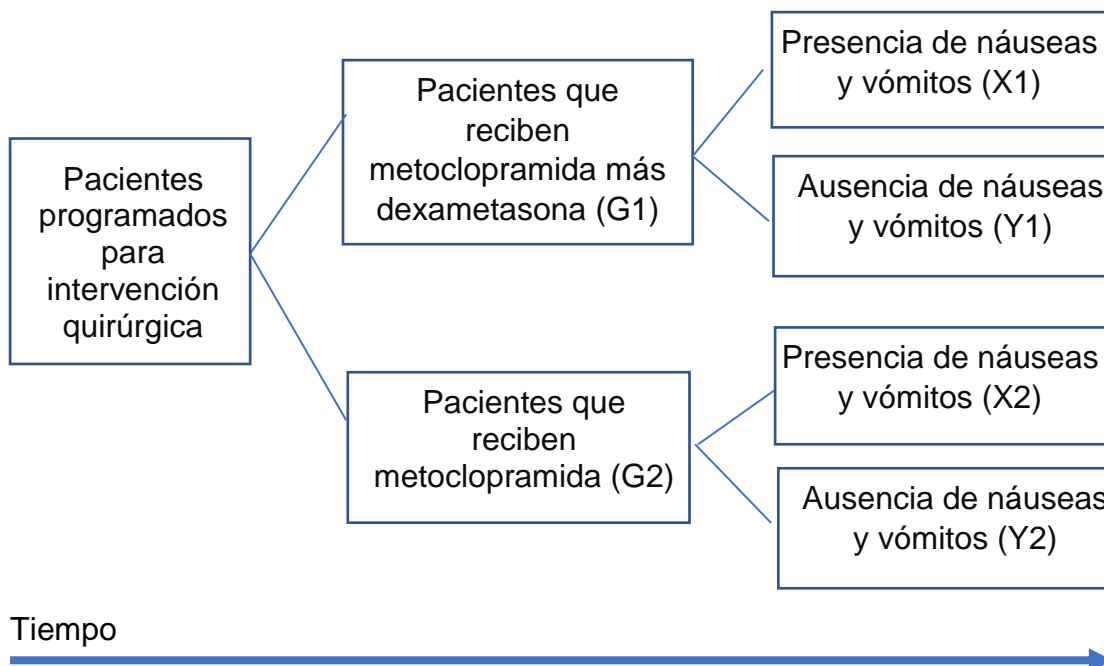 Pacientes
programados
para
intervención
quirúrgica
Pacientes que
reciben
metoclopramida más
dexametasona (G1)
Presencia de náuseas
y vómitos (X1)
Ausencia de náuseas
y vómitos (Y1)
Pacientes que
reciben
metoclopramida (G2)
Presencia de náuseas
y vómitos (X2)
Ausencia de náuseas
y vómitos (Y2)
Tiempo